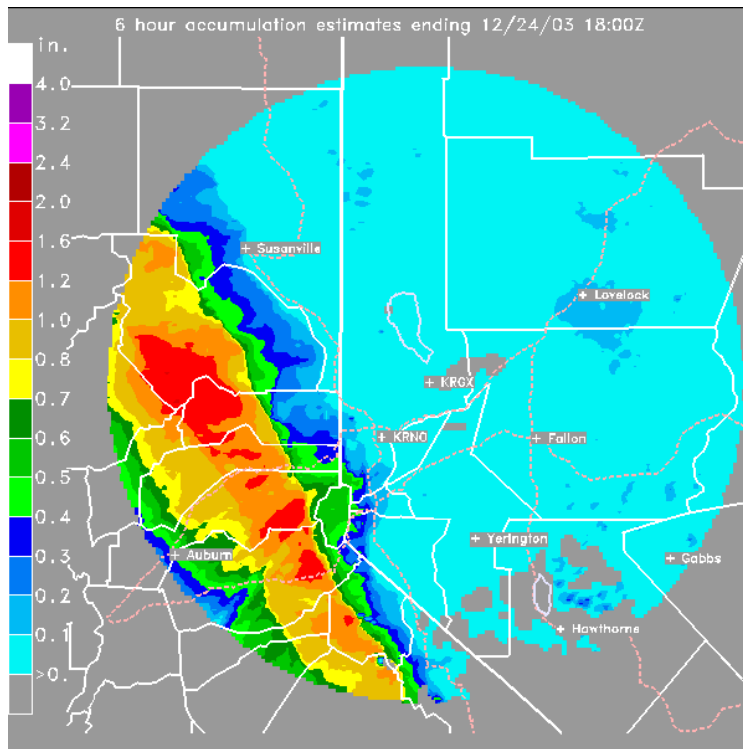 6 hour accumulation estimates ending 12/24/03 18:00Z
in.
4.0
3.2
2.4
2.0
1.6
1.2
1.0
0.8
0.7
0.6
0.5
0.4
0.3
0.2
0.1
>0.
+ Susanville
+ Lovelock
+ KRGX
+ KRNO
+ Fallon
+ Yerington
+ Auburn
+ Gabbs
+ Hawthorne